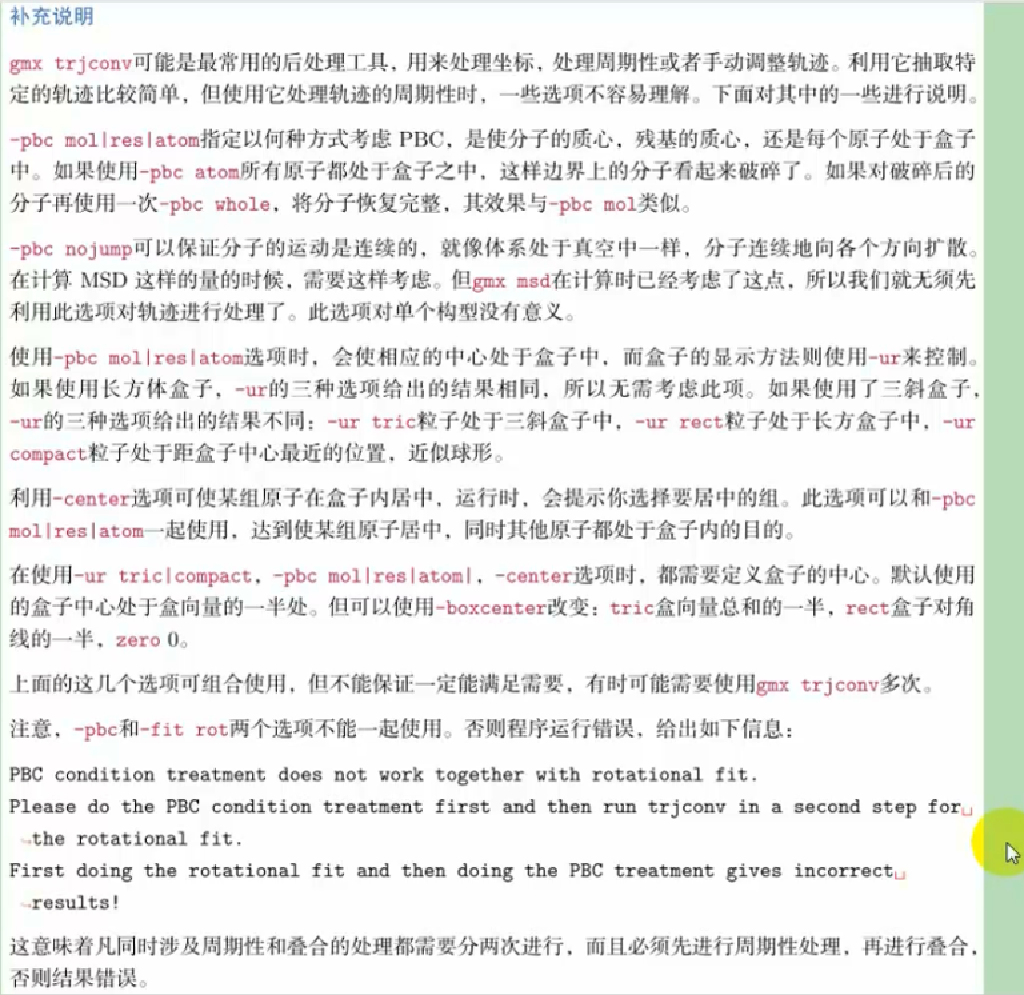 补充说明
gmx trjconv可能是最常用的后处理工具，用来处理坐标，处理周期性或者手动调整轨迹。利用它抽取特
定的轨迹比较简单，但使用它处理轨迹的周期性时，一些选项不容易理解。下面对其中的一些进行说明。
-pbc mol|res|atom指定以何种方式考虑 PBC，是使分子的质心，残基的质心，还是每个原子处于盒子
中。如果使用-pbc atom所有原子都处于盒子之中，这样边界上的分子看起来破碎了。如果对破碎后的
分子再使用一次-pbc whole，将分子恢复完整，其效果与-pbc mol类似。
-pbc nojump可以保证分子的运动是连续的，就像体系处于真空中一样，分子连续地向各个方向扩散。
在计算 MSD 这样的量的时候，需要这样考虑。但gmx msd在计算时已经考虑了这点，所以我们就无须先
利用此选项对轨迹进行处理了。此选项对单个构型没有意义。
使用-pbc mol|res|atom选项时，会使相应的中心处于盒子中，而盒子的显示方法则使用-ur来控制。
如果使用长方体盒子，-ur的三种选项给出的结果相同，所以无需考虑此项。如果使用了三斜盒子，
-ur的三种选项给出的结果不同：-ur tric粒子处于三斜盒子中，-ur rect粒子处于长方盒子中，-ur
compact粒子处于距盒子中心最近的位置，近似球形。
利用-center选项可使某组原子在盒子内居中，运行时，会提示你选择要居中的组。此选项可以和-pbc
mol|res|atom一起使用，达到使某组原子居中，同时其他原子都处于盒子内的目的。
在使用-ur tric|compact，-pbc mol|res|atom|，-center选项时，都需要定义盒子的中心。默认使用
的盒子中心处于盒向量的一半处。但可以使用-boxcenter改变：tric盒向量总和的一半，rect盒子对角
线的一半，zero 0。
上面的这几个选项可组合使用，但不能保证一定能满足需要，有时可能需要使用gmx trjconv多次。
注意，-pbc和-fit rot两个选项不能一起使用。否则程序运行错误，给出如下信息：
PBC condition treatment does not work together with rotational fit.
Please do the PBC condition treatment first and then run trjconv in a second step for␣
↪the rotational fit.
First doing the rotational fit and then doing the PBC treatment gives incorrect␣
↪results!
这意味着凡同时涉及周期性和叠合的处理都需要分两次进行，而且必须先进行周期性处理，再进行叠合，
否则结果错误。